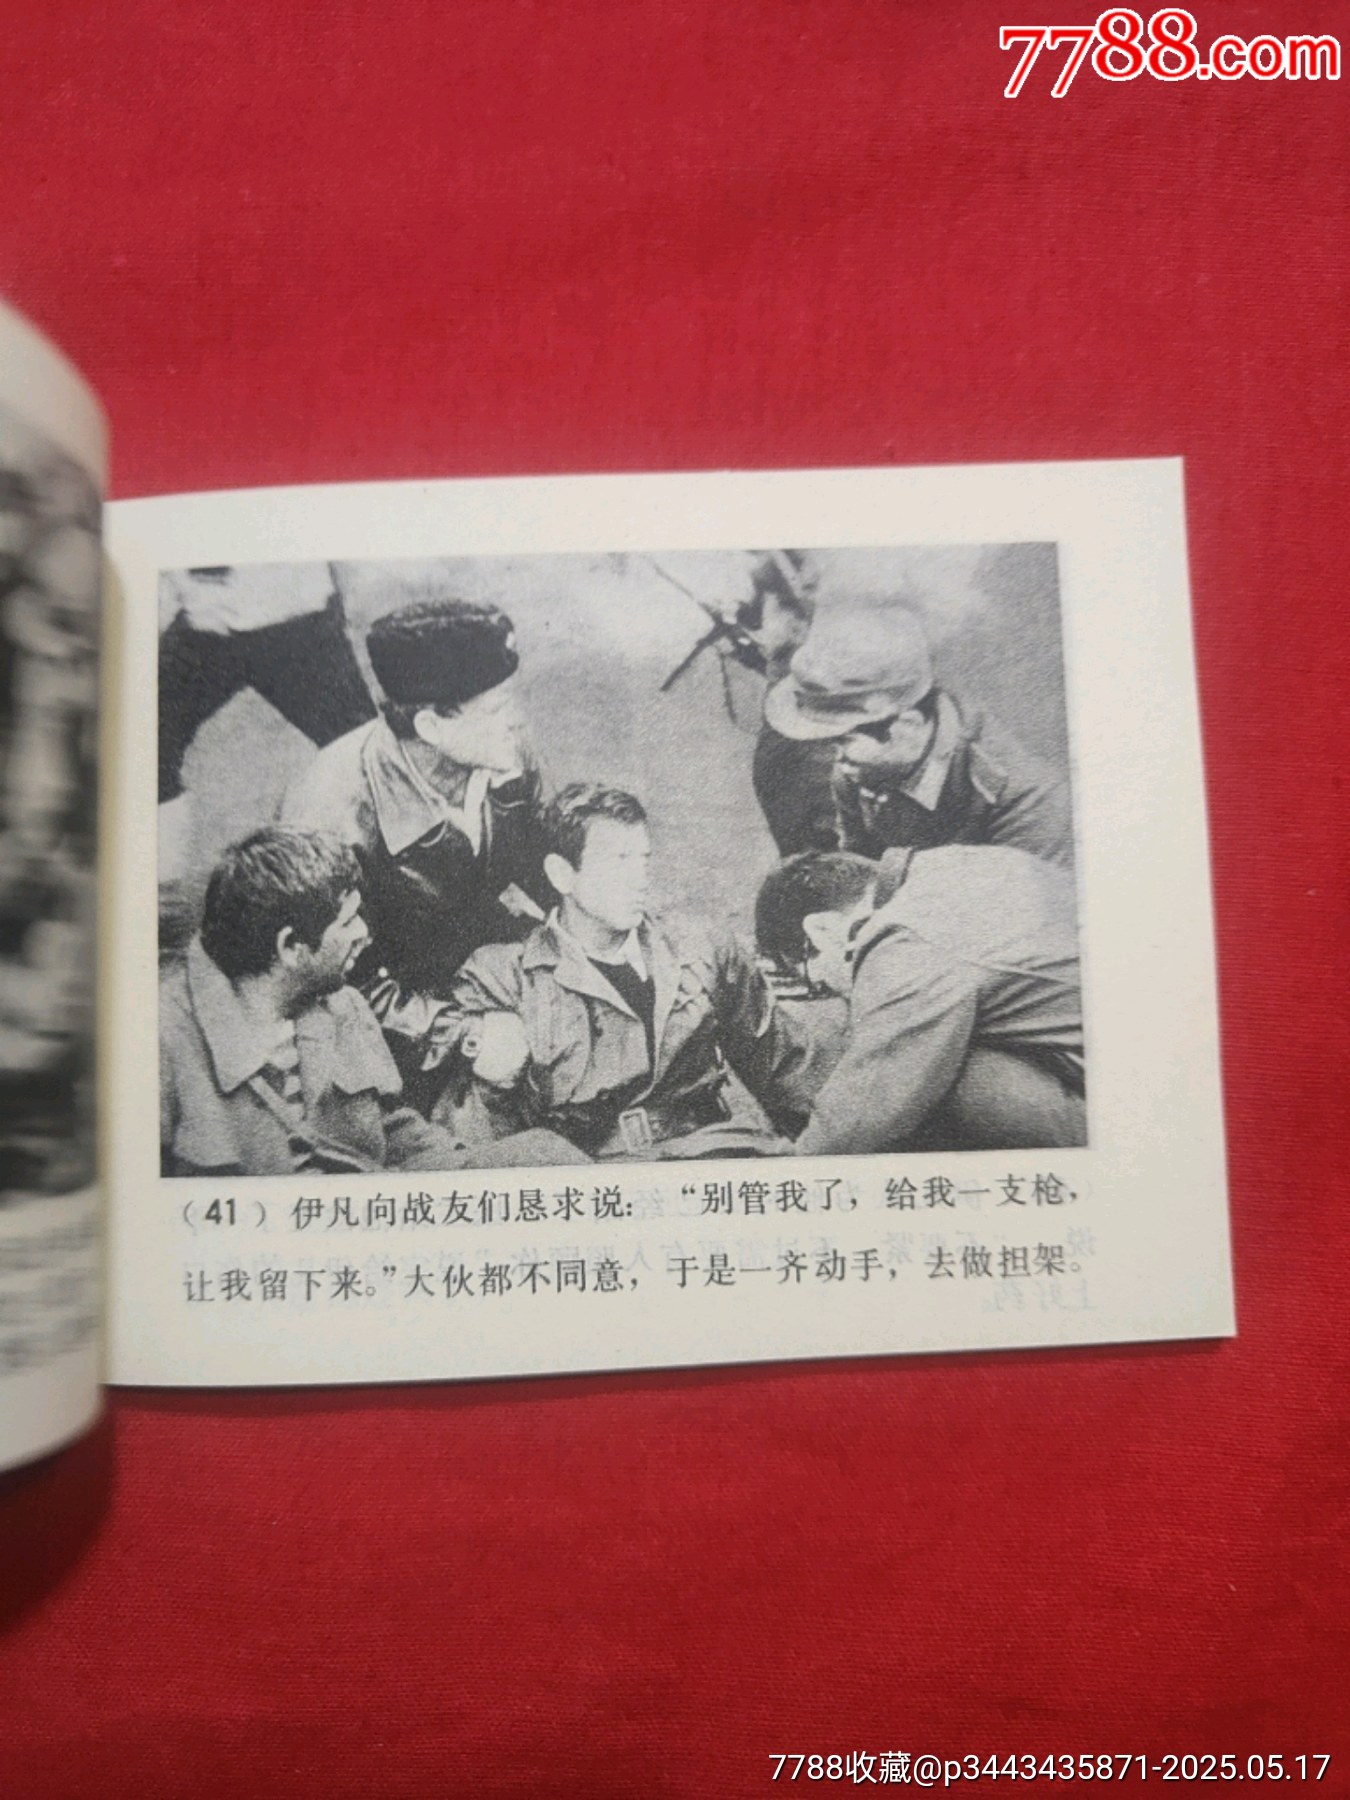 7788.com
（41）伊凡向战友们恳求说：“别管我了，给我一支枪，
让我留下来。”大伙都不同意，于是一齐动手，去做担架。
7788收藏@p3443435871-2025.05.17